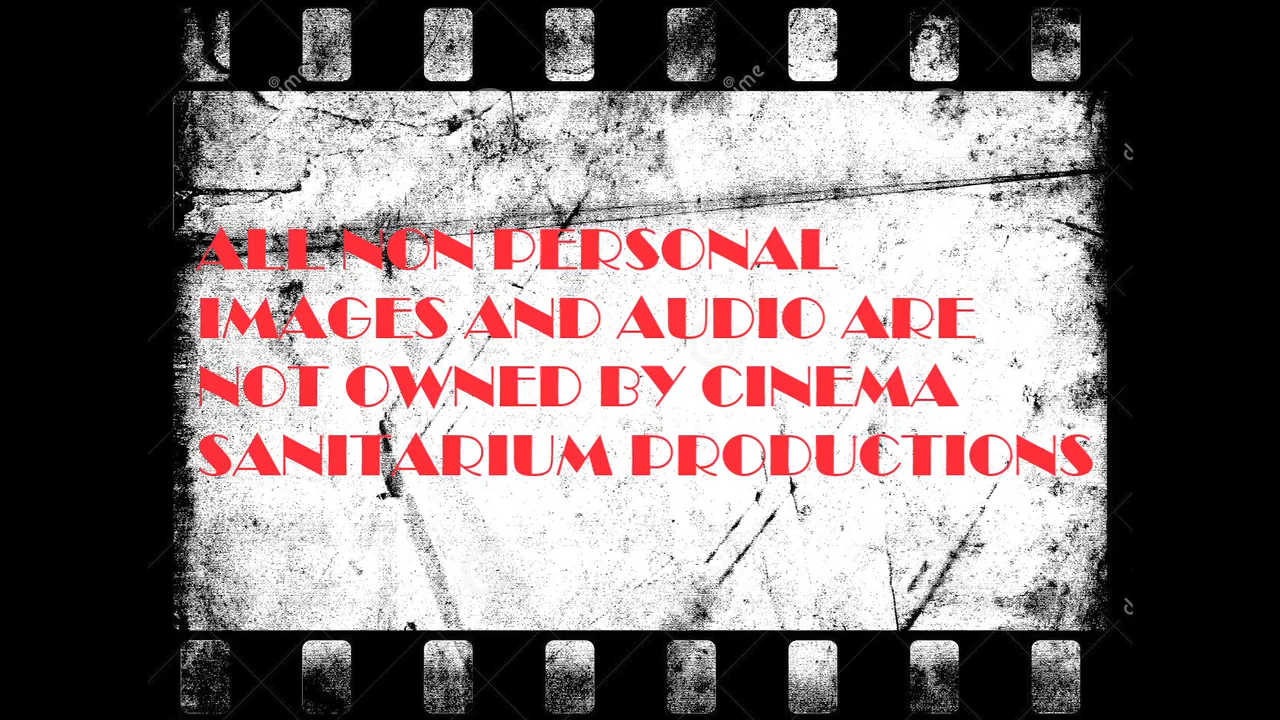 ALL NON PERSONAL
IMAGES AND AUDIO ARE
NOT OWNED BY CINEMA
SANITARIUM PRODUCTIONS